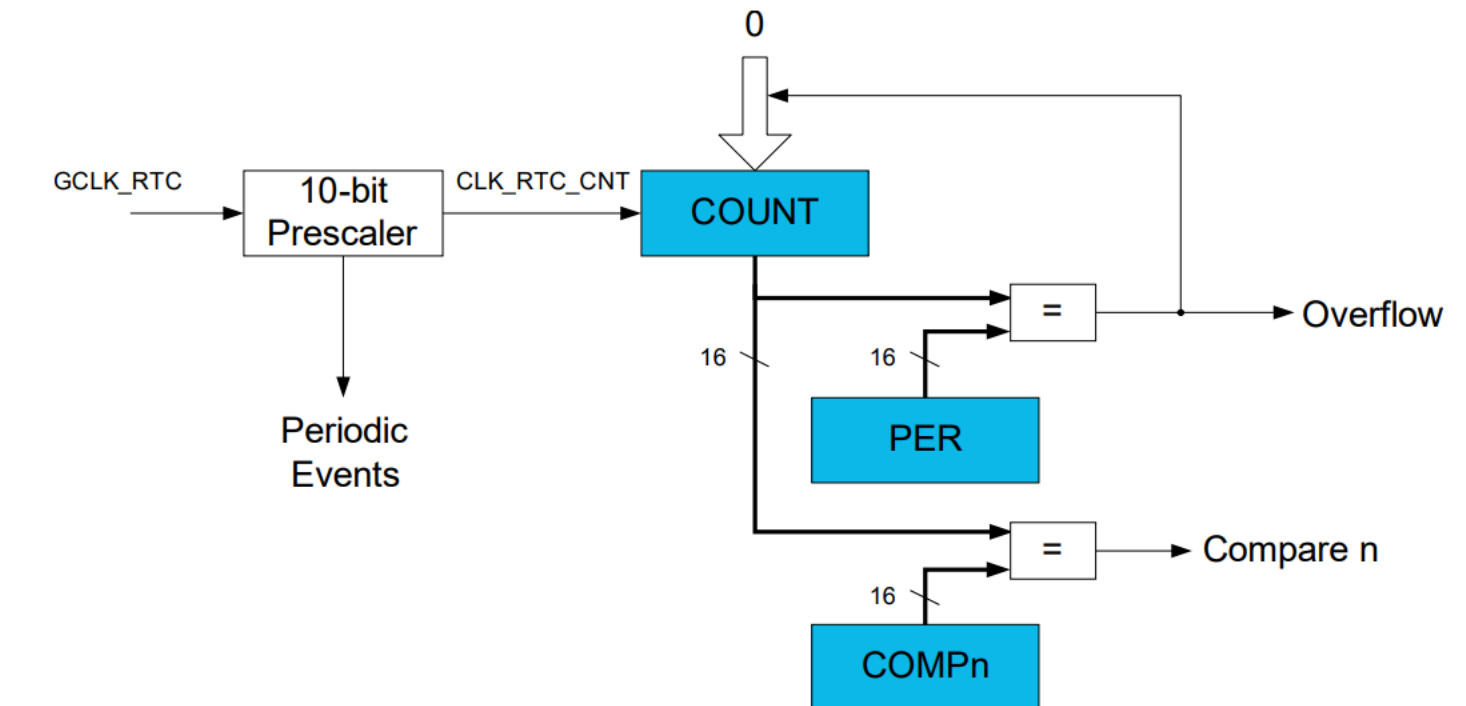 0
GCLK_RTC
10-bit
Prescaler
CLK_RTC_CNT
COUNT
=
Overflow
16
16
PER
Periodic
Events
=
Compare n
16
COMPn